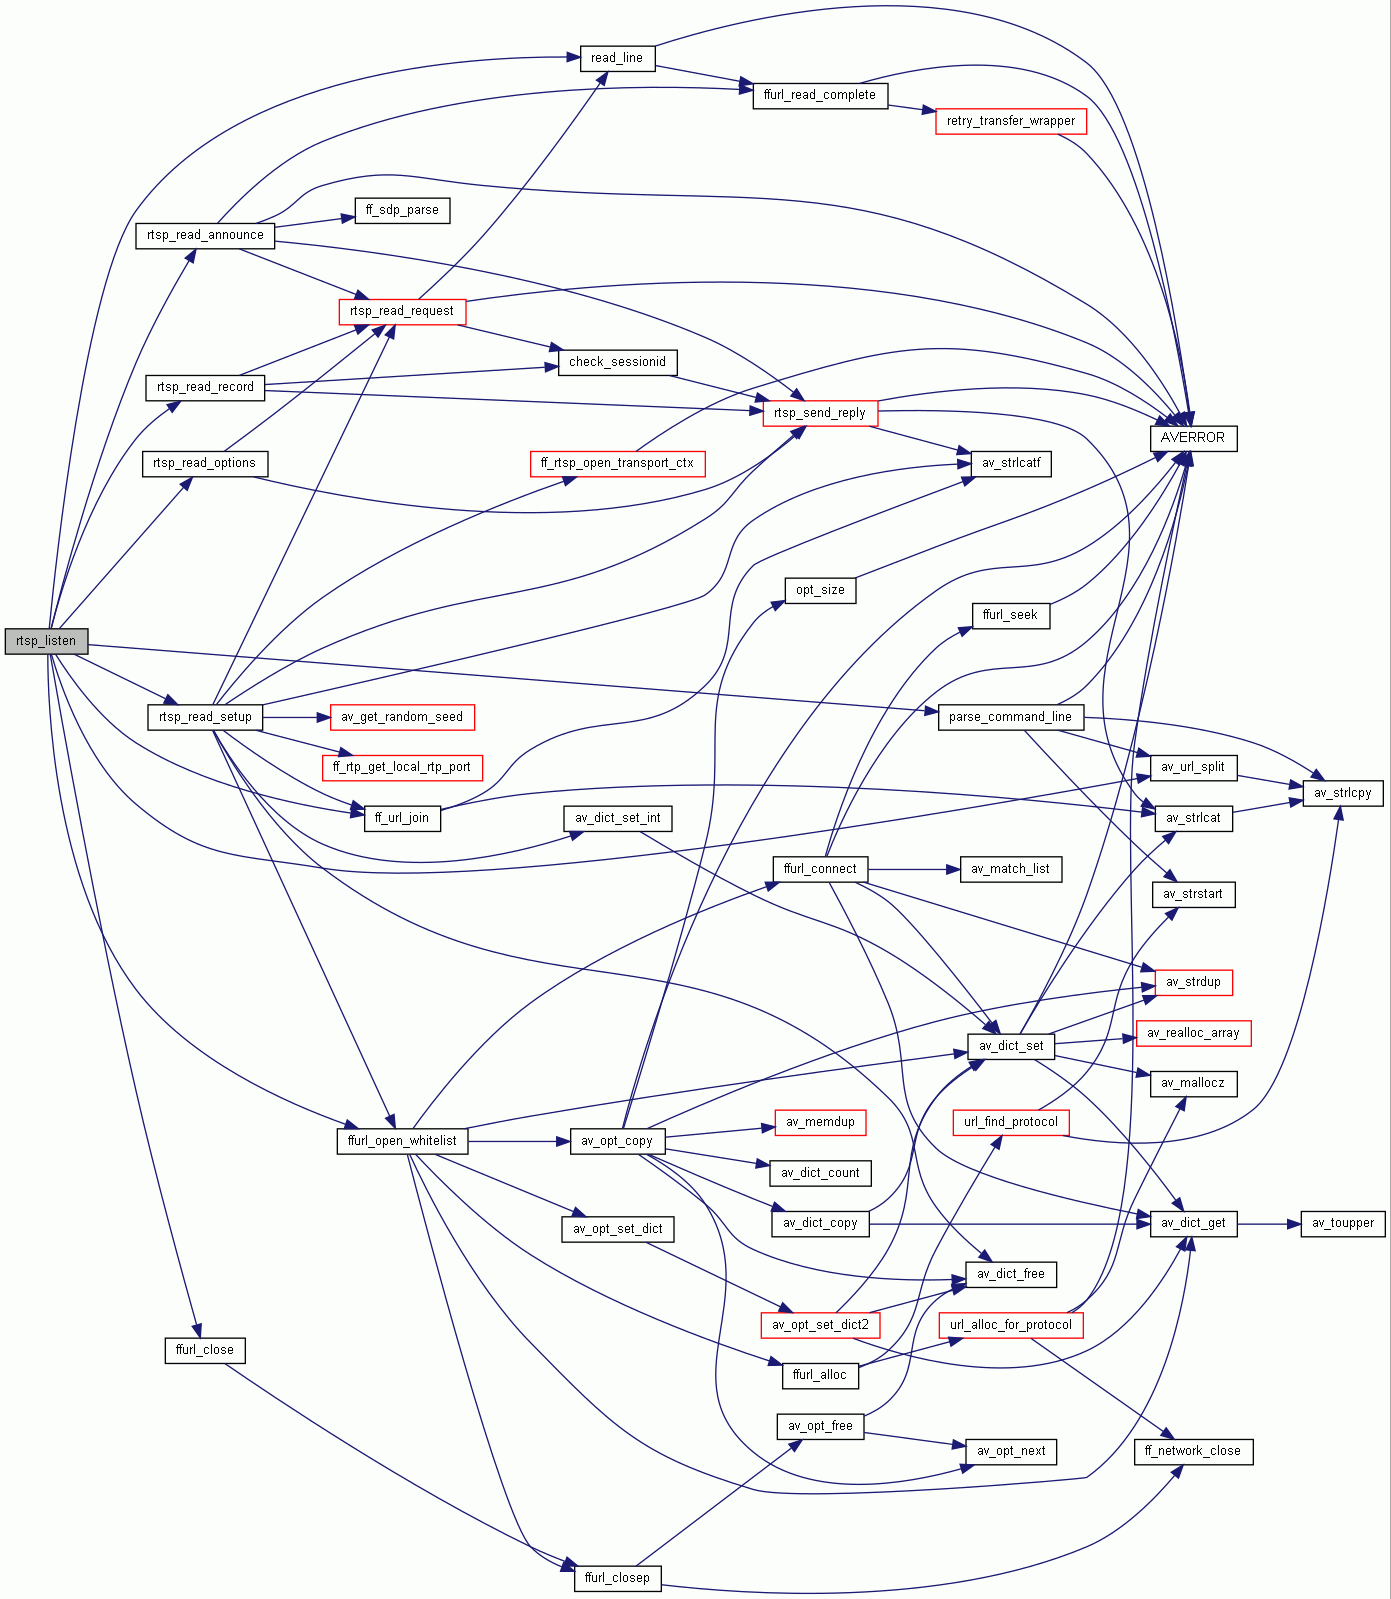 read_line
ffurl_read_complete
retry_transfer_wrapper
ff_sdp_parse
rtsp_read_announce
rtsp_read_request
check_sessionid
rtsp_read_record
rtsp_send_reply
AVERROR
rtsp_read_options
ff_rtsp_open_transport_ctx
av_strlcatf
opt_size
ffurl_seek
rtsp_listen
rtsp_read_setup
av_get_random_seed
parse_command_line
ff_rtp_get_local_rtp_port
av_url_split
av_strlcpy
ff_url_join
av_dict_set_int
av_strlcat
ffurl_connect
av_match_list
av_strstart
av_strdup
av_realloc_array
av_dict_set
av_mallocz
av_memdup
url_find_protocol
ffurl_open_whitelist
av_opt_copy
av_dict_count
av_opt_set_dict
av_dict_copy
av_dict_get
av_toupper
av_dict_free
av_opt_set_dict2
url_alloc_for_protocol
ffurl_close
ffurl_alloc
av_opt_free
av_opt_next
ff_network_close
ffurl_closep